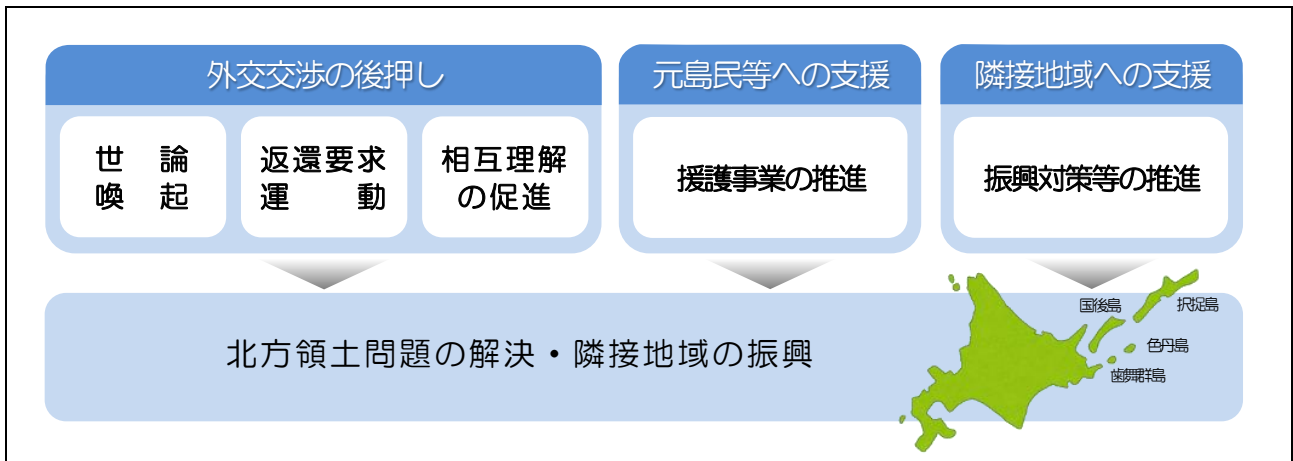 外交交渉の後押し
世論
喚起
返還要求
運動
相互理解
の促進
元島民等への支援
援護事業の推進
隣接地域への支援
振興対策等の推進
北方領土問題の解決・隣接地域の振興
国後島
択捉島
色丹島
歯舞群島